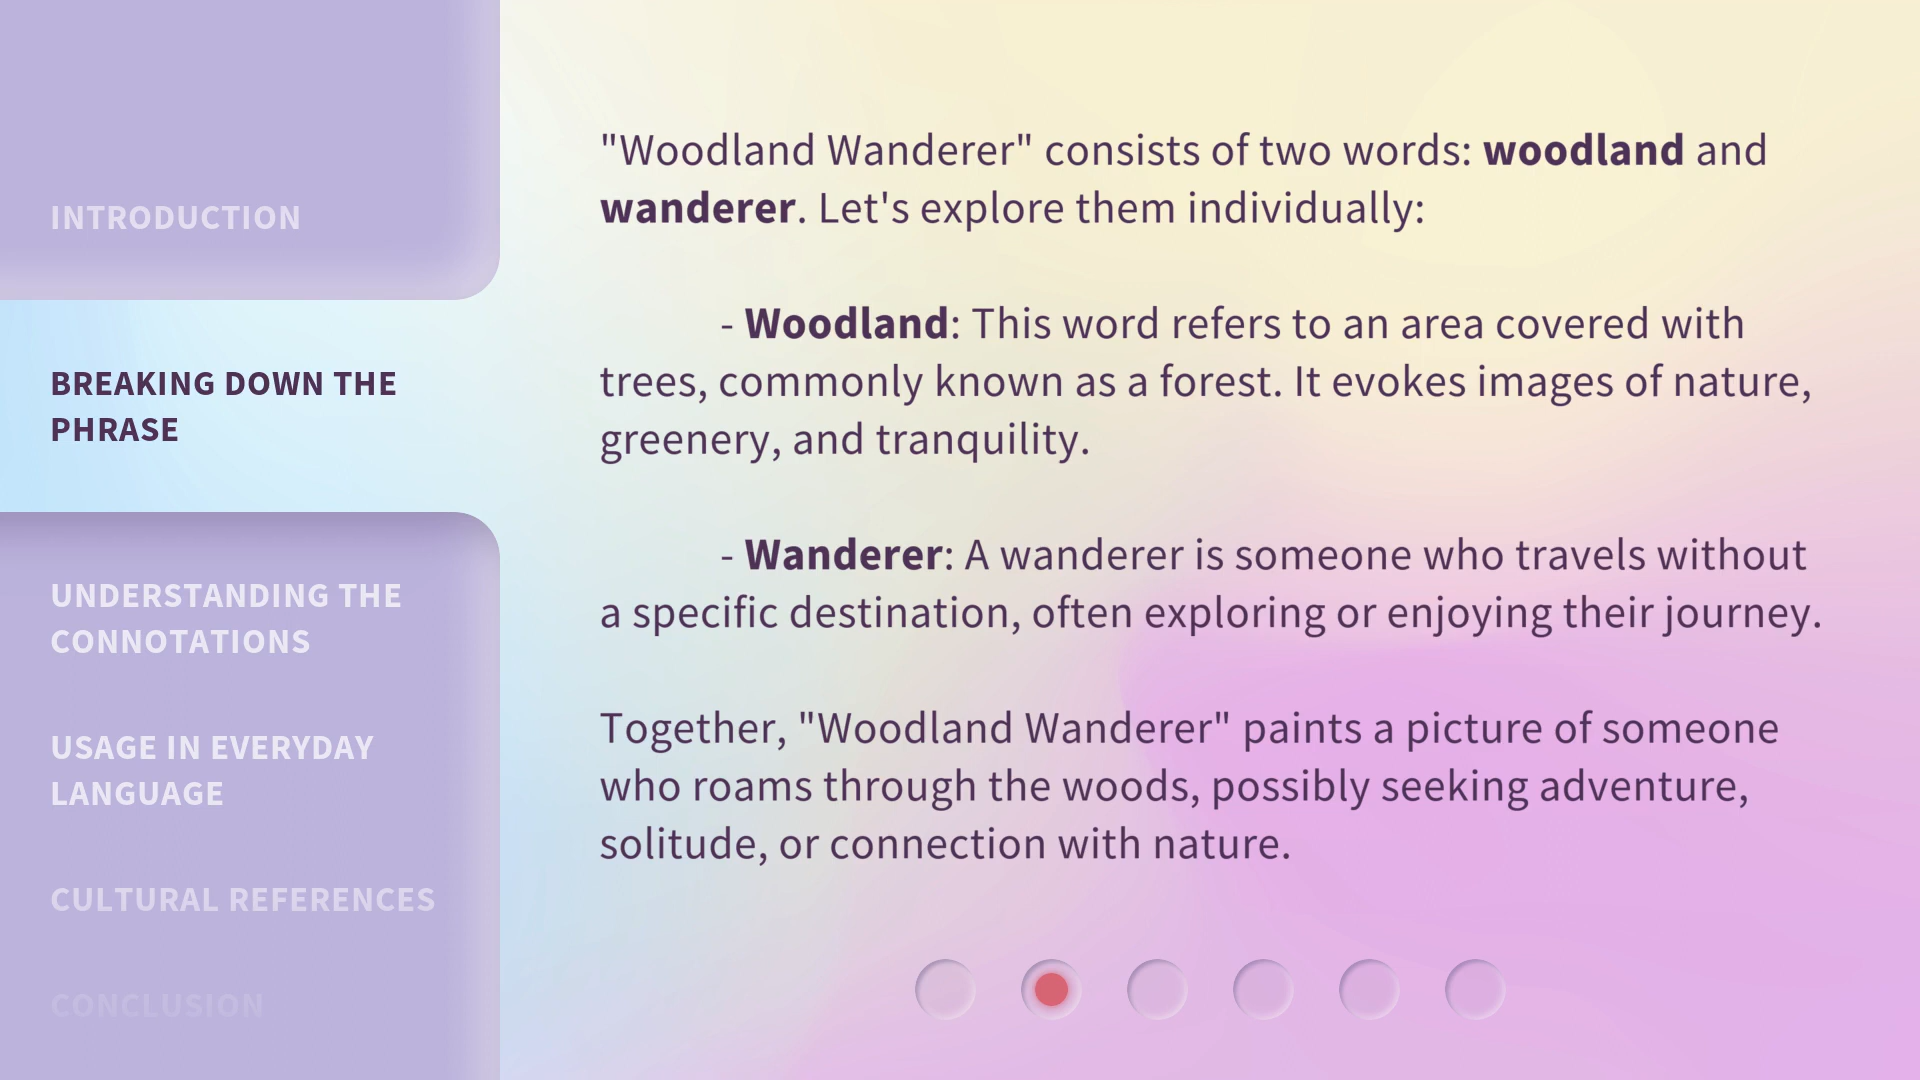 INTRODUCTION
BREAKING DOWN THE
PHRASE
UNDERSTANDING THE
CONNOTATIONS
USAGE IN EVERYDAY
LANGUAGE
CULTURAL REFERENCES
CONCLUSION
"Woodland Wanderer" consists of two words: woodland and
wanderer. Let's explore them individually:
- Woodland: This word refers to an area covered with
trees, commonly known as a forest. It evokes images of nature,
greenery, and tranquility.
- Wanderer: A wanderer is someone who travels without
a specific destination, often exploring or enjoying their journey.
Together, "Woodland Wanderer" paints a picture of someone
who roams through the woods, possibly seeking adventure,
solitude, or connection with nature.